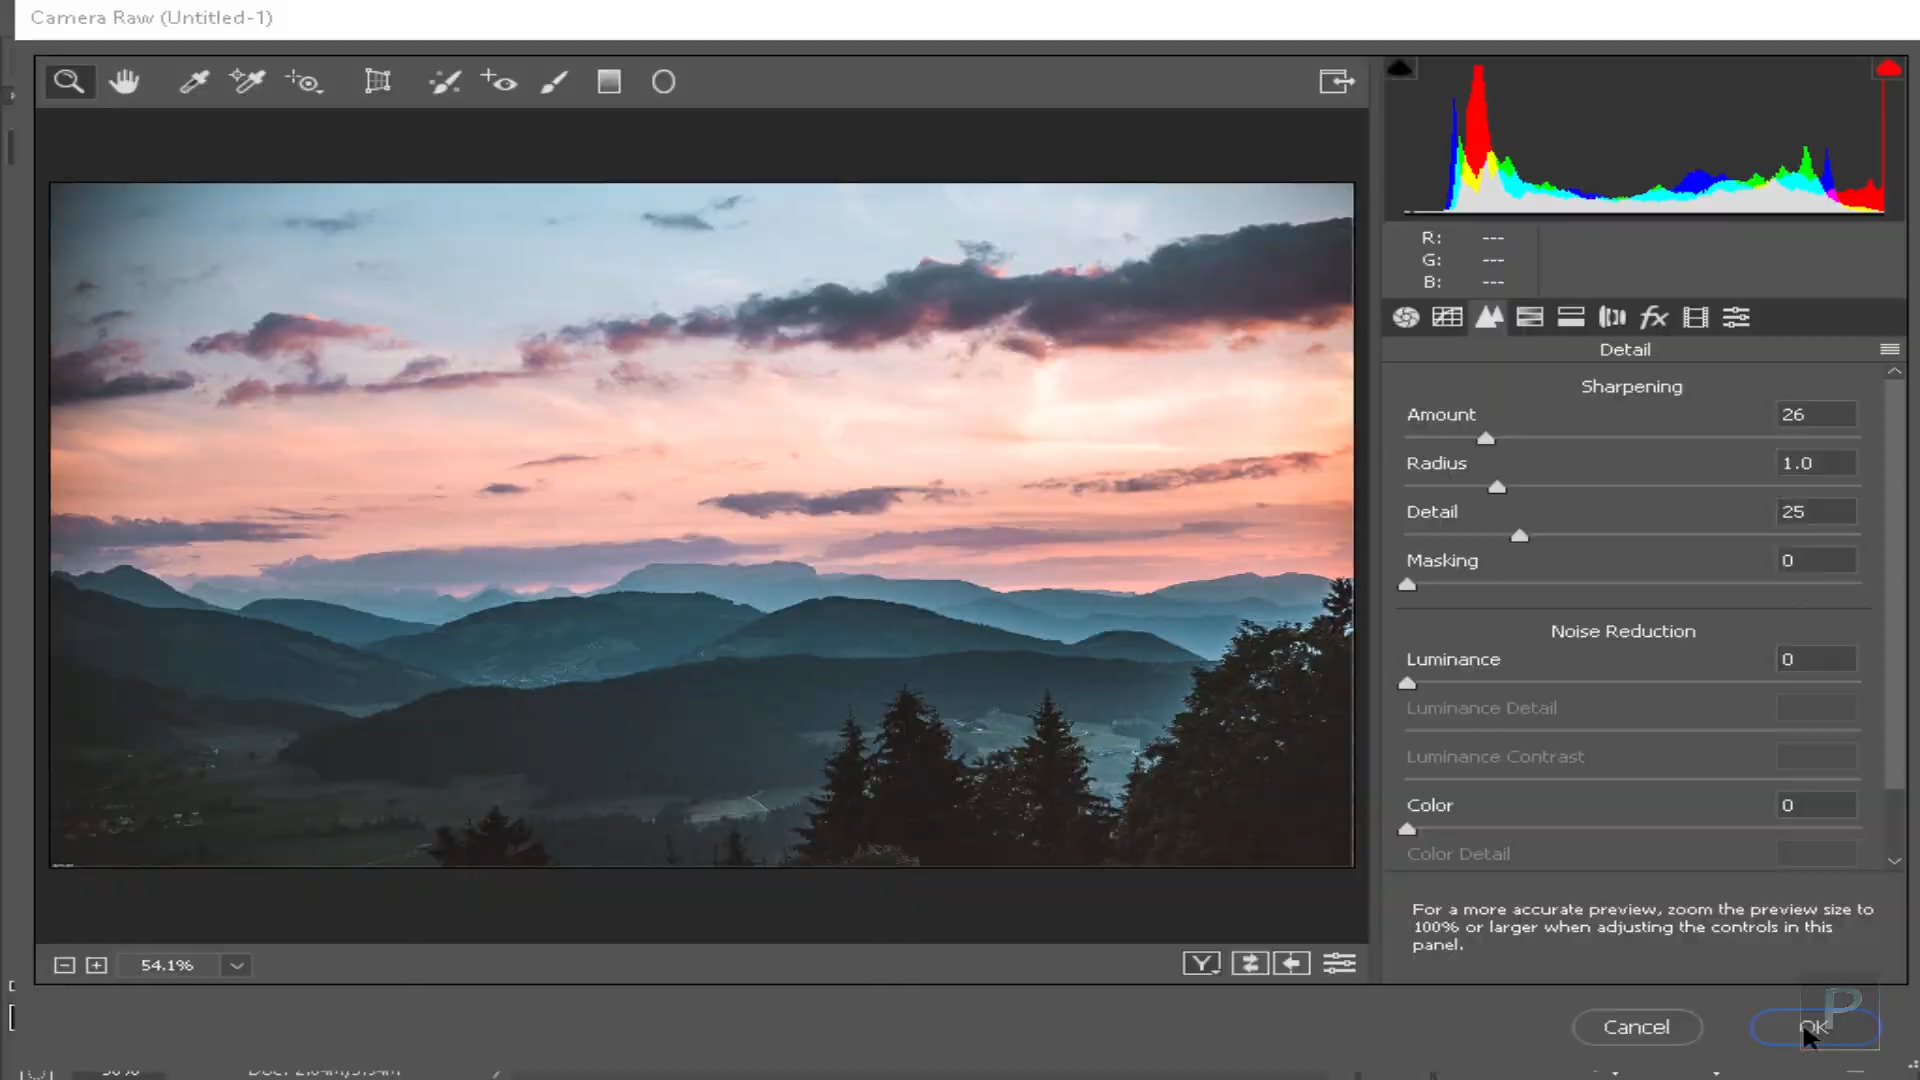 Camera Raw (Untitled-1)
R: ---
G: ---
B: ---
fx
Detail
Sharpening
Amount 26
Radius 1.0
Detail 25
Masking 0
Noise Reduction
Luminance 0
Luminance Detail
Luminance Contrast
Color 0
Color Detail
For a more accurate preview, zoom the preview size to
100% or larger when adjusting the controls in this
panel.
54.1%
Y
P
Cancel
OK